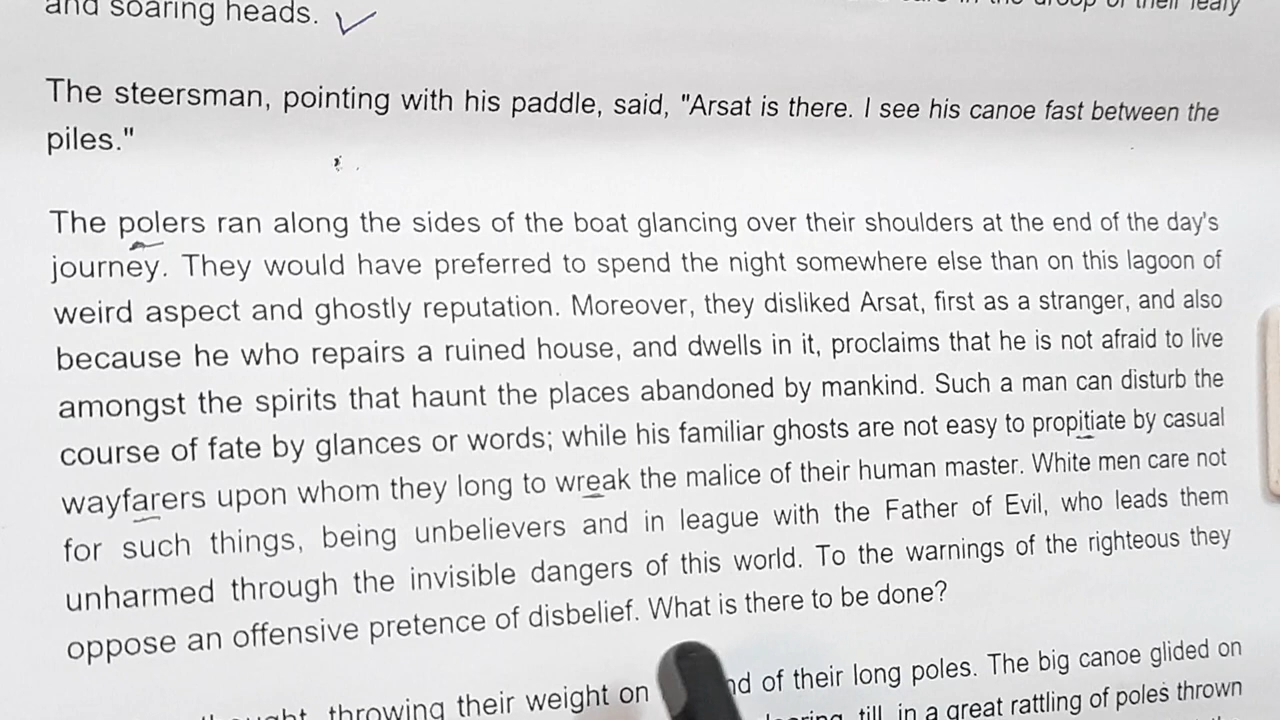 and soaring heads.
The steersman, pointing with his paddle, said, "Arsat is there. I see his canoe fast between the
piles."
The polers ran along the sides of the boat glancing over their shoulders at the end of the day's
journey. They would have preferred to spend the night somewhere else than on this lagoon of
weird aspect and ghostly reputation. Moreover, they disliked Arsat, first as a stranger, and also
because he who repairs a ruined house, and dwells in it, proclaims that he is not afraid to live
amongst the spirits that haunt the places abandoned by mankind. Such a man can disturb the
course of fate by glances or words; while his familiar ghosts are not easy to propitiate by casual
wayfarers upon whom they long to wreak the malice of their human master. White men care not
for such things, being unbelievers and in league with the Father of Evil, who leads them
unharmed through the invisible dangers of this world. To the warnings of the righteous they
oppose an offensive pretence of disbelief. What is there to be done?
throwing their weight on of their long poles. The big canoe glided on
till, in a great rattling of poles thrown